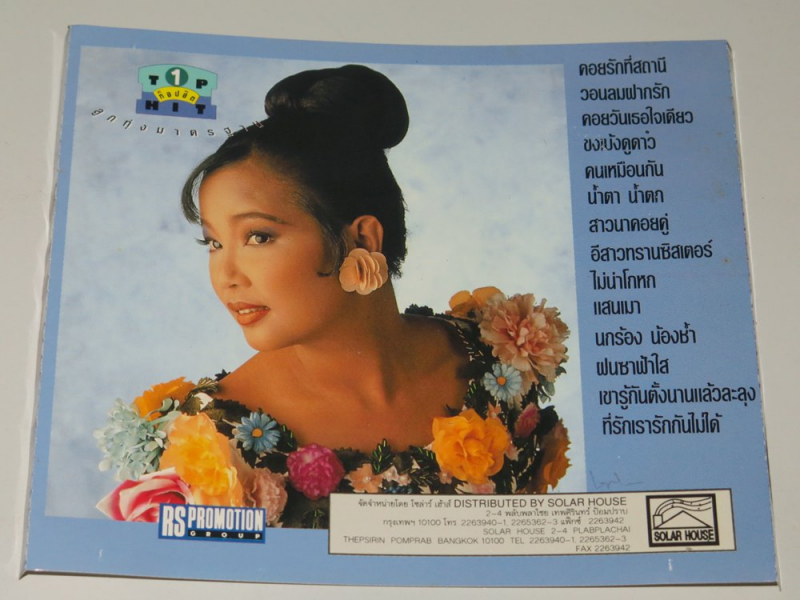 TOP 1
ท็อปฮิต
HIT
ลูกทุ่งมาตรฐาน
คอยรักที่สถานี
วอนลมฝากรัก
คอยวันเธอใจเดียว
ขงเบ้งดูดาว
คนเหมือนกัน
น้ำตา น้ำตก
สาวนาคอยคู่
อีสาวทรานซิสเตอร์
ไม่น่าโกหก
แสนเมา
นกร้อง น้องช้ำ
ฝนซาฟ้าใส
เขารู้กันตั้งนานแล้วละลุง
ที่รักเรารักกันไม่ได้
RS PROMOTION
GROUP
จัดจำหน่ายโดย โซล่าร์ เฮ้าส์ DISTRIBUTED BY SOLAR HOUSE
2-4 พลับพลาไชย เทพศิรินทร์ ป้อมปราบ
กรุงเทพฯ 10100 โทร 2263940-1, 2265362-3 แฟ็กซ์ 2263942
SOLAR HOUSE 2-4 PLABPLACHAI
THEPSIRIN POMPRAB BANGKOK 10100 TEL 2263940-1, 2265362-3
FAX 2263942
SOLAR HOUSE